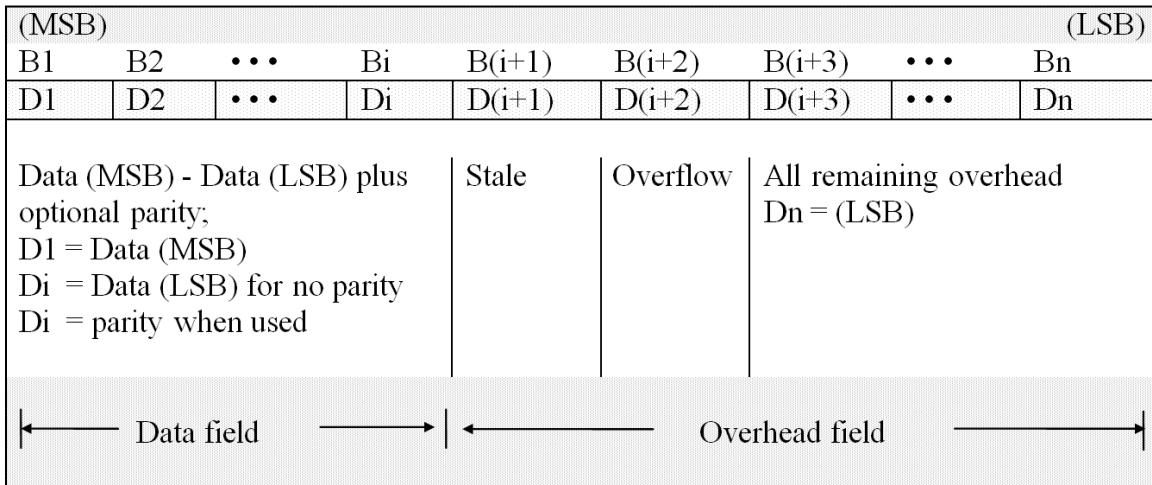 (MSB) (LSB)
B1 B2 • • • Bi B(i+1) B(i+2) B(i+3) • • • Bn
D1 D2 • • • Di D(i+1) D(i+2) D(i+3) • • • Dn
Data (MSB) - Data (LSB) plus
optional parity;
D1 = Data (MSB)
Di = Data (LSB) for no parity
Di = parity when used
Stale
Overflow
All remaining overhead
Dn = (LSB)
Data field
Overhead field